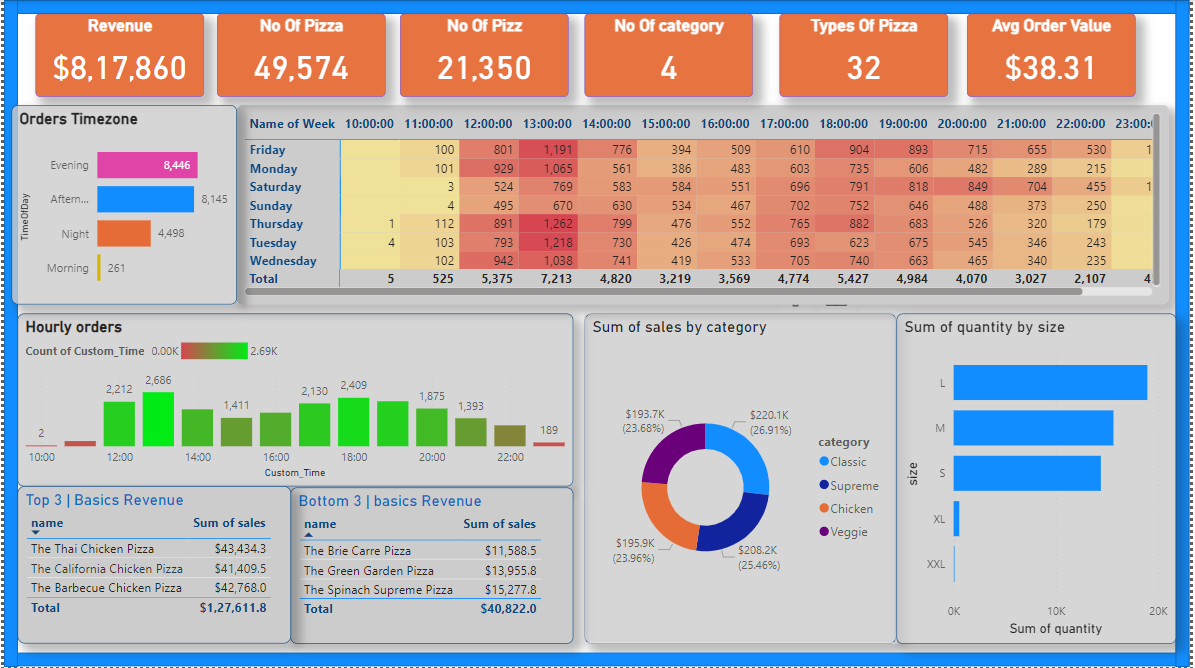 Revenue No Of Pizza No Of Pizz No Of category Types Of Pizza Avg Order Value
$8,17,860 49,574 21,350 4 32 $38.31
Orders Timezone
TimeOfDay
Evening 8,446
Aftern... 8,145
Night 4,498
Morning 261
Name of Week 10:00:00 11:00:00 12:00:00 13:00:00 14:00:00 15:00:00 16:00:00 17:00:00 18:00:00 19:00:00 20:00:00 21:00:00 22:00:00 23:00:
Friday 100 801 1,191 776 394 509 610 904 893 715 655 530 1
Monday 101 929 1,065 561 386 483 603 735 606 482 289 215
Saturday 3 524 769 583 584 551 696 791 818 849 704 455 1
Sunday 4 495 670 630 534 467 702 752 646 488 373 250
Thursday 1 112 891 1,262 799 476 552 765 882 683 526 320 179
Tuesday 4 103 793 1,218 730 426 474 693 623 675 545 346 243
Wednesday 102 942 1,038 741 419 533 705 740 663 465 340 235
Total 5 525 5,375 7,213 4,820 3,219 3,569 4,774 5,427 4,984 4,070 3,027 2,107 4
Hourly orders
Count of Custom_Time 0.00K 2.69K
2 2,212 2,686 1,411 2,130 2,409 1,875 1,393 189
10:00 12:00 14:00 16:00 18:00 20:00 22:00
Custom_Time
Top 3 | Basics Revenue
name Sum of sales
The Thai Chicken Pizza $43,434.3
The California Chicken Pizza $41,409.5
The Barbecue Chicken Pizza $42,768.0
Total $1,27,611.8
Bottom 3 | basics Revenue
name Sum of sales
The Brie Carre Pizza $11,588.5
The Green Garden Pizza $13,955.8
The Spinach Supreme Pizza $15,277.8
Total $40,822.0
Sum of sales by category
$193.7K
(23.68%)
$220.1K
(26.91%)
$195.9K
(23.96%)
$208.2K
(25.46%)
category
Classic
Supreme
Chicken
Veggie
Sum of quantity by size
size
L
M
S
XL
XXL
0K 10K 20K
Sum of quantity